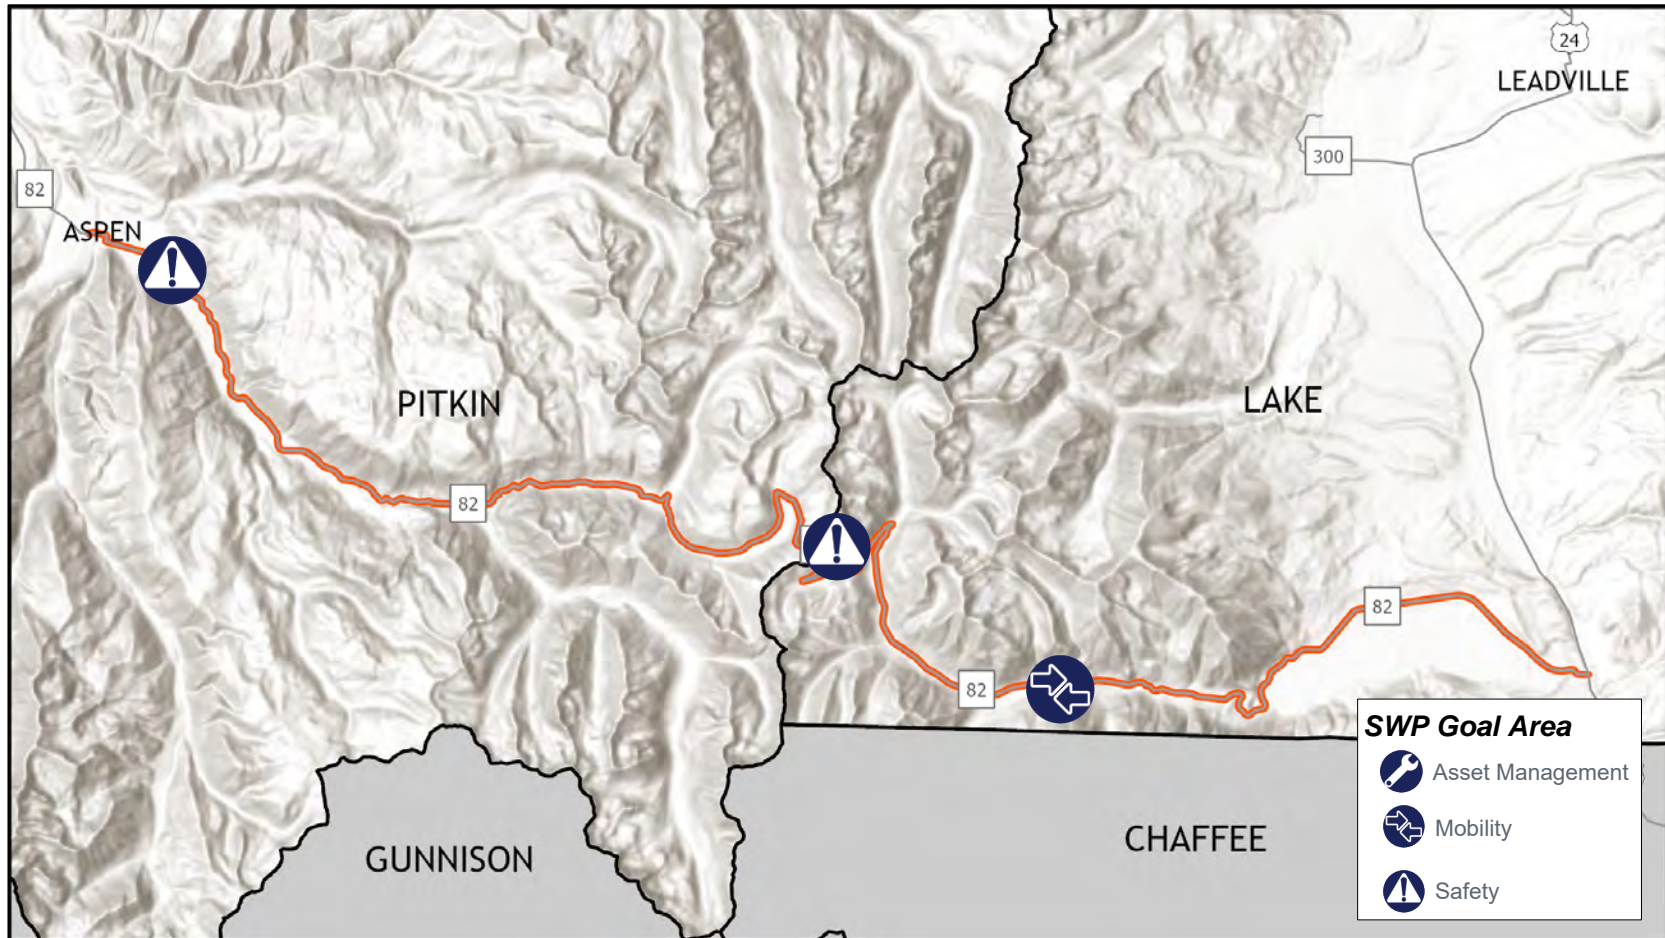 24
LEADVILLE
300
82
ASPEN
PITKIN
LAKE
82
82
82
SWP Goal Area
Asset Management
Mobility
Safety
GUNNISON
CHAFFEE